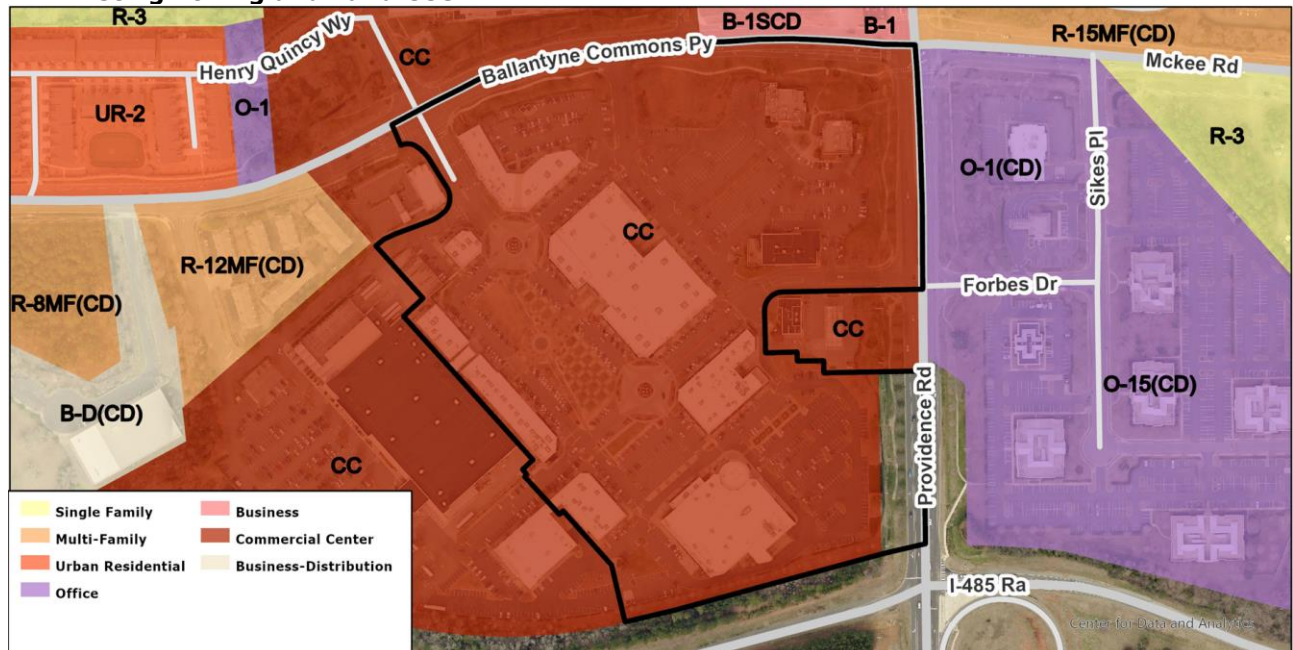 R-3
Henry Quincy Wy
CC
Ballantyne Commons Py
B-1SCD
B-1
R-15MF(CD)
Mckee Rd
UR-2
O-1
O-1(CD)
Sikes Pl
R-3
R-12MF(CD)
CC
R-8MF(CD)
Forbes Dr
CC
B-D(CD)
O-15(CD)
CC
Providence Rd
Single Family
Business
Multi-Family
Commercial Center
Urban Residential
Business-Distribution
Office
I-485 Ra
Center for Data and Analytics